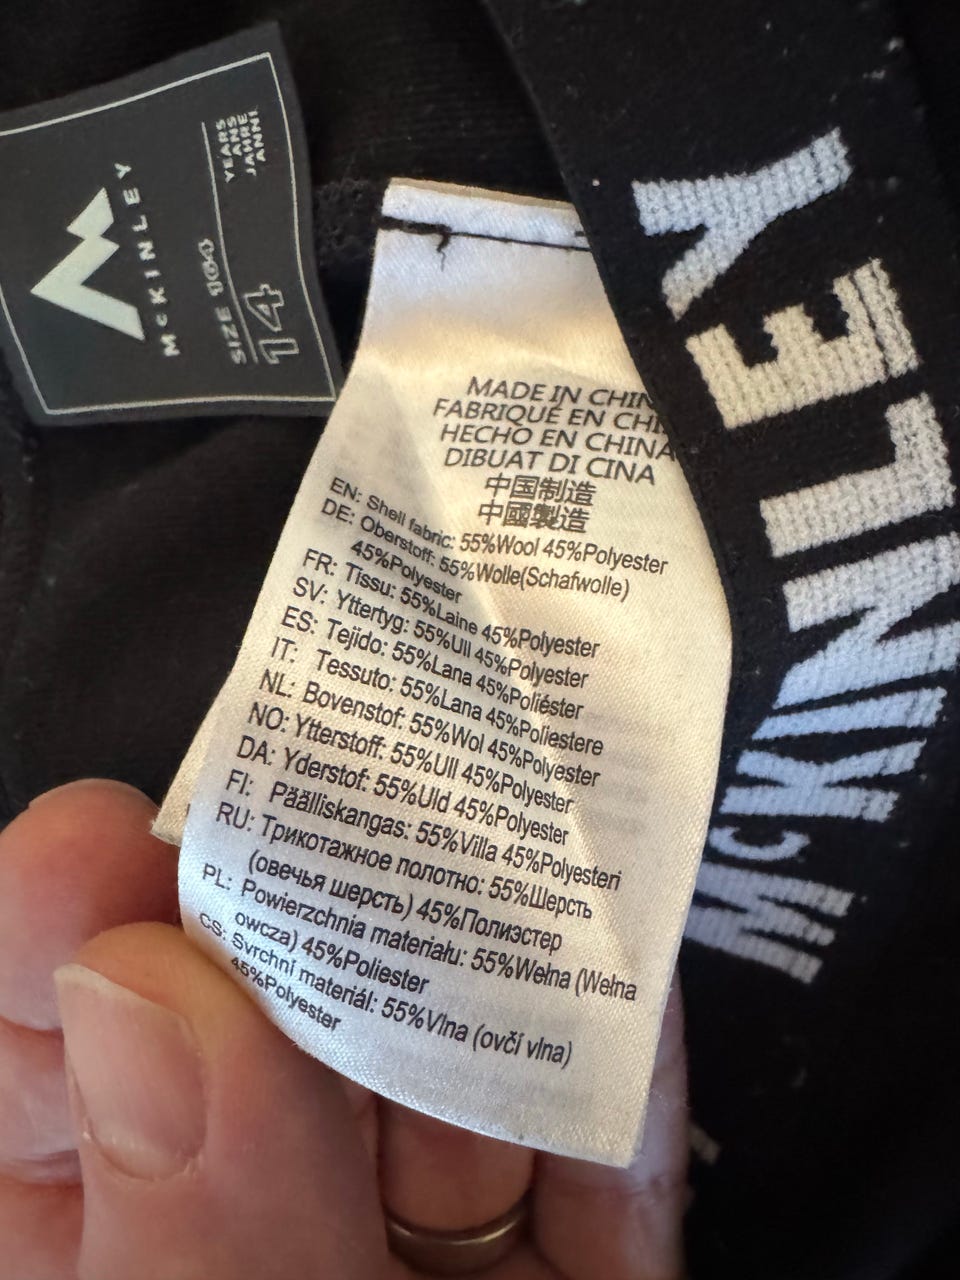 McKINLEY
SIZE 164
14
YEARS
ANS
JAHRE
ANNI
McKINLEY
MADE IN
FABRIQUÉ EN
HECHO EN CHINA
DIBUAT DI CINA
中国制造
中國製造
EN: Shell fabric: 55%Wool 45%Polyester
DE: Oberstoff: 55%Wolle(Schafwolle)
45%Polyester
FR: Tissu: 55%Laine 45%Polyester
SV: Yttertyg: 55%Ull 45%Polyester
ES: Tejido: 55%Lana 45%Poliéster
IT: Tessuto: 55%Lana 45%Poliestere
NL: Bovenstof: 55%Wol 45%Polyester
NO: Ytterstoff: 55%Ull 45%Polyester
DA: Yderstof: 55%Uld 45%Polyester
FI: Päälliskangas: 55%Villa 45%Polyesteri
RU: Трикотажное полотно: 55%Шерсть
(овечья шерсть) 45%Полиэстер
PL: Powierzchnia materiału: 55%Wełna (Wełna
owcza) 45%Poliester
CS: Svrchní materiál: 55%Vlna (ovčí vlna)
45%Polyester